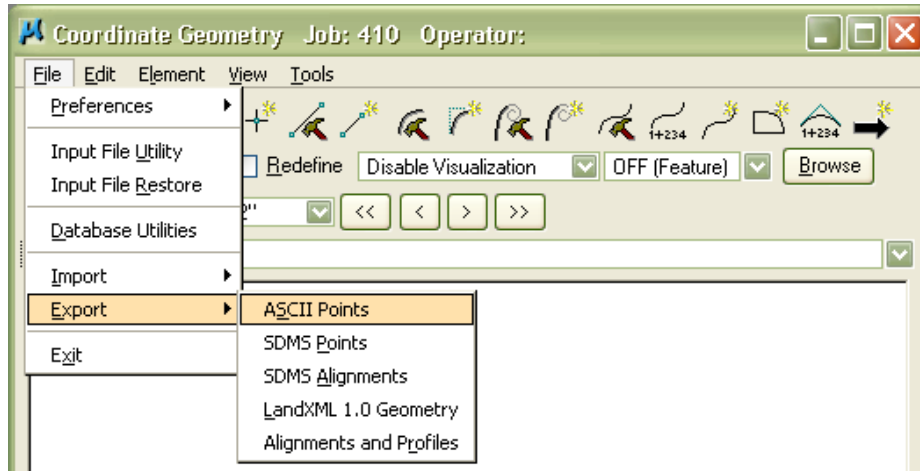 Coordinate Geometry Job: 410 Operator:
File Edit Element View Tools
Preferences
1+234 1+234
Input File Utility
Redefine Disable Visualization OFF (Feature) Browse
Input File Restore
2" << < > >>
Database Utilities
Import
Export
ASCII Points
Exit
SDMS Points
SDMS Alignments
LandXML 1.0 Geometry
Alignments and Profiles